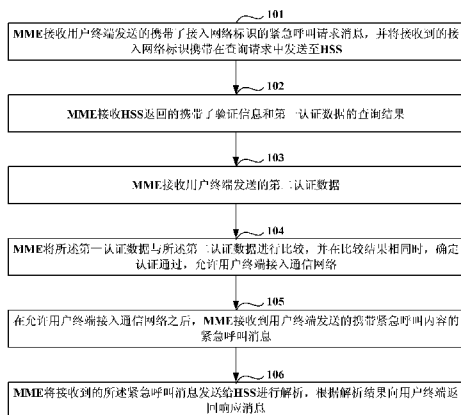 101
MME接收用户终端发送的携带了接入网络标识的紧急呼叫请求消息，并将接收到的接
入网络标识携带在查询请求中发送至HSS
102
MME接收HSS返回的携带了验证信息和第一认证数据的查询结果
103
MME接收用户终端发送的第二认证数据
104
MME将所述第一认证数据与所述第二认证数据进行比较，并在比较结果相同时，确定
认证通过，允许用户终端接入通信网络
105
在允许用户终端接入通信网络之后，MME接收到用户终端发送的携带紧急呼叫内容的
紧急呼叫消息
106
MME将接收到的所述紧急呼叫消息发送给HSS进行解析，根据解析结果向用户终端返
回响应消息